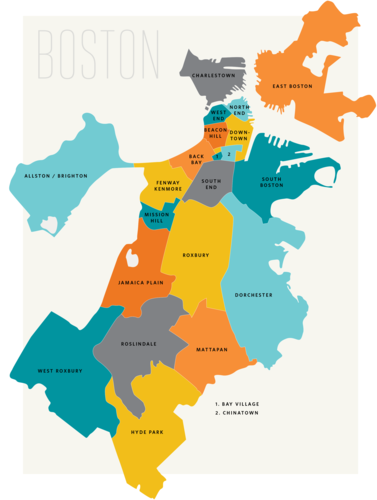 BOSTON
CHARLESTOWN
EAST BOSTON
NORTH
END
WEST
END
BEACON
HILL
DOWN-
TOWN
BACK
BAY
1
2
ALLSTON / BRIGHTON
FENWAY
KENMORE
SOUTH
END
SOUTH
BOSTON
MISSION
HILL
ROXBURY
JAMAICA PLAIN
DORCHESTER
ROSLINDALE
MATTAPAN
WEST ROXBURY
1. BAY VILLAGE
2. CHINATOWN
HYDE PARK